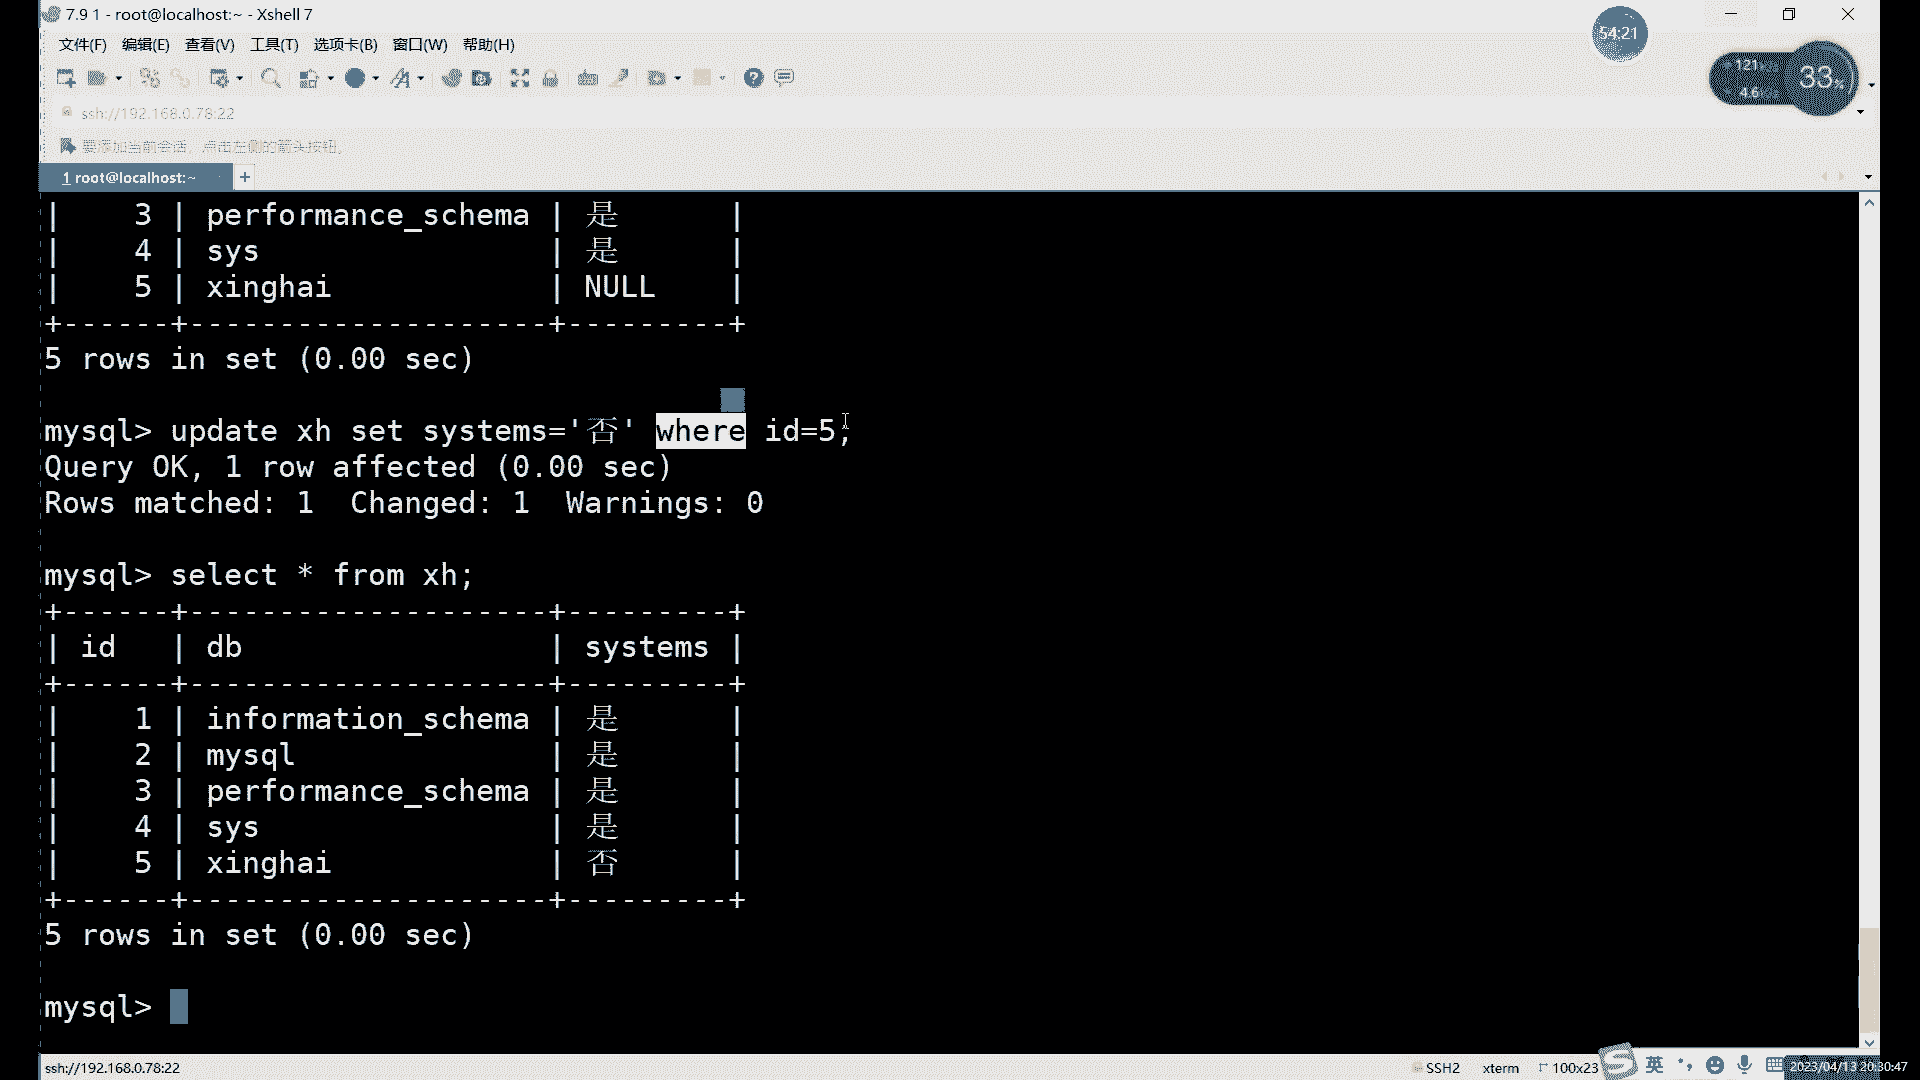 7.9 1 - root@localhost:~ - Xshell 7
54:21
文件(F) 编辑(E) 查看(V) 工具(T) 选项卡(B) 窗口(W) 帮助(H)
121
4.6
33%
ssh://192.168.0.78:22
要添加当前会话,点击左侧的箭头按钮。
1 root@localhost:~
+
|    3 | performance_schema | 是      |
|    4 | sys                | 是      |
|    5 | xinghai            | NULL    |
+------+--------------------+---------+
5 rows in set (0.00 sec)
mysql> update xh set systems='否' where id=5;
Query OK, 1 row affected (0.00 sec)
Rows matched: 1  Changed: 1  Warnings: 0
mysql> select * from xh;
+------+--------------------+---------+
| id   | db                 | systems |
+------+--------------------+---------+
|    1 | information_schema | 是      |
|    2 | mysql              | 是      |
|    3 | performance_schema | 是      |
|    4 | sys                | 是      |
|    5 | xinghai            | 否      |
+------+--------------------+---------+
5 rows in set (0.00 sec)
mysql>
ssh://192.168.0.78:22
SSH2 xterm 100x23
英
2023/04/13 20:30:47